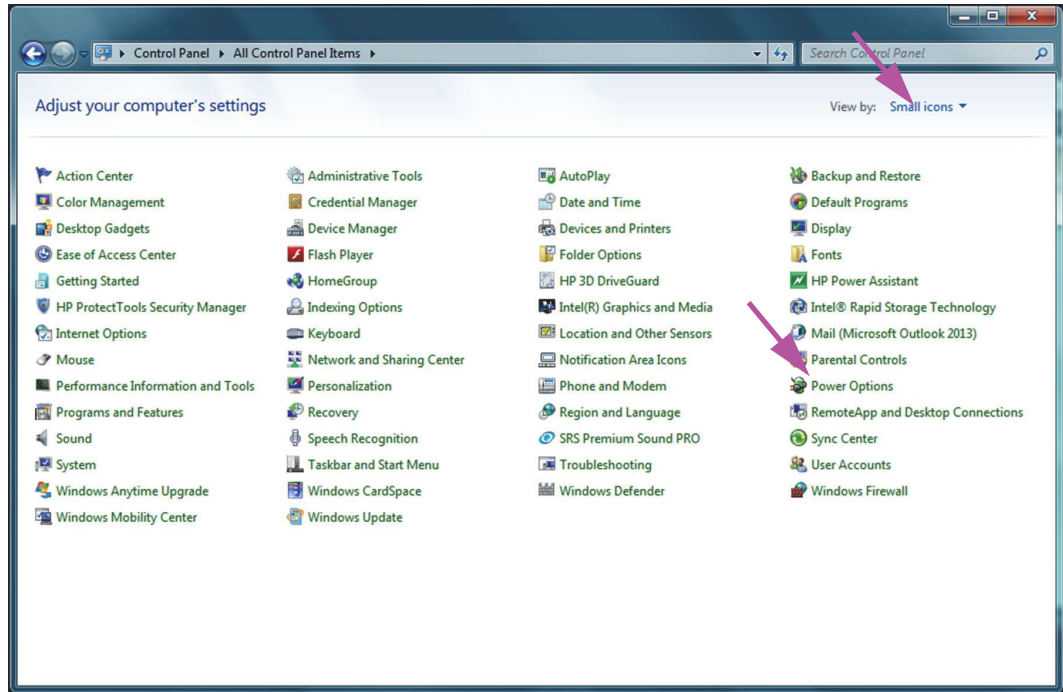 Control Panel ▸ All Control Panel Items ▸
Search Control Panel
Adjust your computer's settings
View by: Small icons
Action Center
Administrative Tools
AutoPlay
Backup and Restore
Color Management
Credential Manager
Date and Time
Default Programs
Desktop Gadgets
Device Manager
Devices and Printers
Display
Ease of Access Center
Flash Player
Folder Options
Fonts
Getting Started
HomeGroup
HP 3D DriveGuard
HP Power Assistant
HP ProtectTools Security Manager
Indexing Options
Intel(R) Graphics and Media
Intel® Rapid Storage Technology
Internet Options
Keyboard
Location and Other Sensors
Mail (Microsoft Outlook 2013)
Mouse
Network and Sharing Center
Notification Area Icons
Parental Controls
Performance Information and Tools
Personalization
Phone and Modem
Power Options
Programs and Features
Recovery
Region and Language
RemoteApp and Desktop Connections
Sound
Speech Recognition
SRS Premium Sound PRO
Sync Center
System
Taskbar and Start Menu
Troubleshooting
User Accounts
Windows Anytime Upgrade
Windows CardSpace
Windows Defender
Windows Firewall
Windows Mobility Center
Windows Update